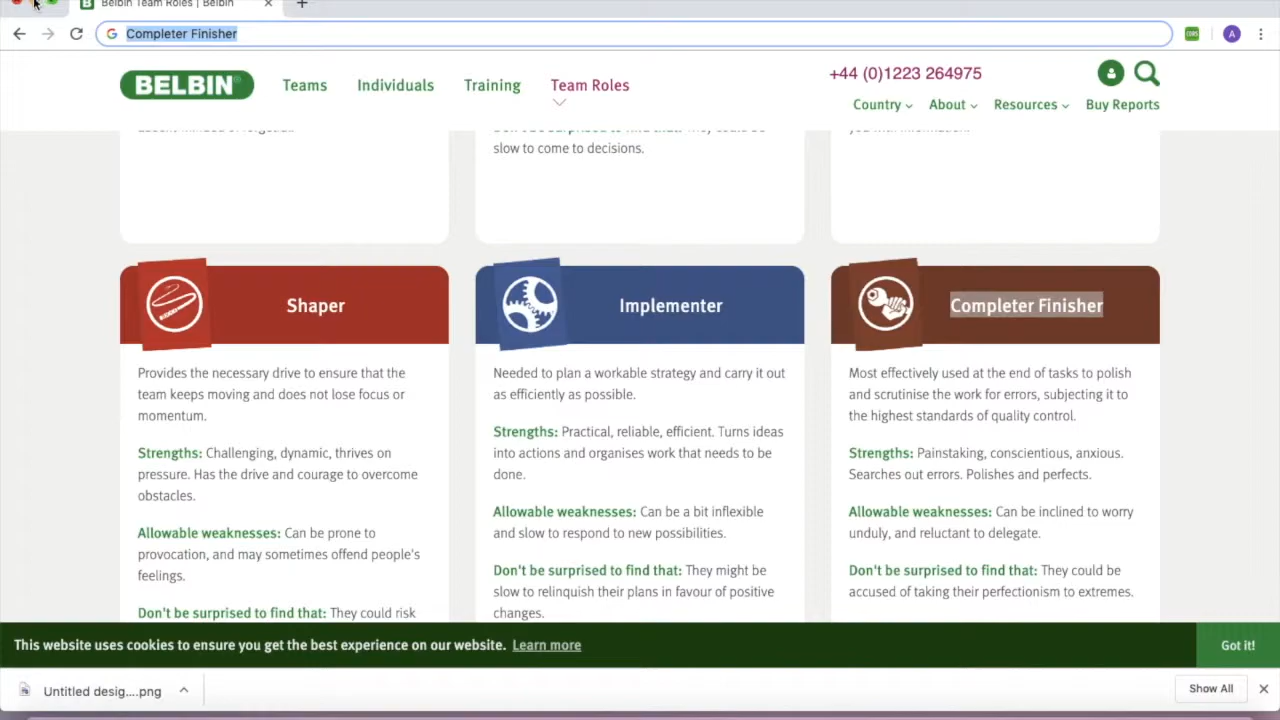 Belbin Team Roles | Belbin
Completer Finisher
CORS
A
BELBIN
Teams
Individuals
Training
Team Roles
+44 (0)1223 264975
Country
About
Resources
Buy Reports
slow to come to decisions.
Shaper
Provides the necessary drive to ensure that the
team keeps moving and does not lose focus or
momentum.
Strengths: Challenging, dynamic, thrives on
pressure. Has the drive and courage to overcome
obstacles.
Allowable weaknesses: Can be prone to
provocation, and may sometimes offend people's
feelings.
Don't be surprised to find that: They could risk
Implementer
Needed to plan a workable strategy and carry it out
as efficiently as possible.
Strengths: Practical, reliable, efficient. Turns ideas
into actions and organises work that needs to be
done.
Allowable weaknesses: Can be a bit inflexible
and slow to respond to new possibilities.
Don't be surprised to find that: They might be
slow to relinquish their plans in favour of positive
changes.
Completer Finisher
Most effectively used at the end of tasks to polish
and scrutinise the work for errors, subjecting it to
the highest standards of quality control.
Strengths: Painstaking, conscientious, anxious.
Searches out errors. Polishes and perfects.
Allowable weaknesses: Can be inclined to worry
unduly, and reluctant to delegate.
Don't be surprised to find that: They could be
accused of taking their perfectionism to extremes.
This website uses cookies to ensure you get the best experience on our website. Learn more
Got it!
Untitled desig....png
Show All